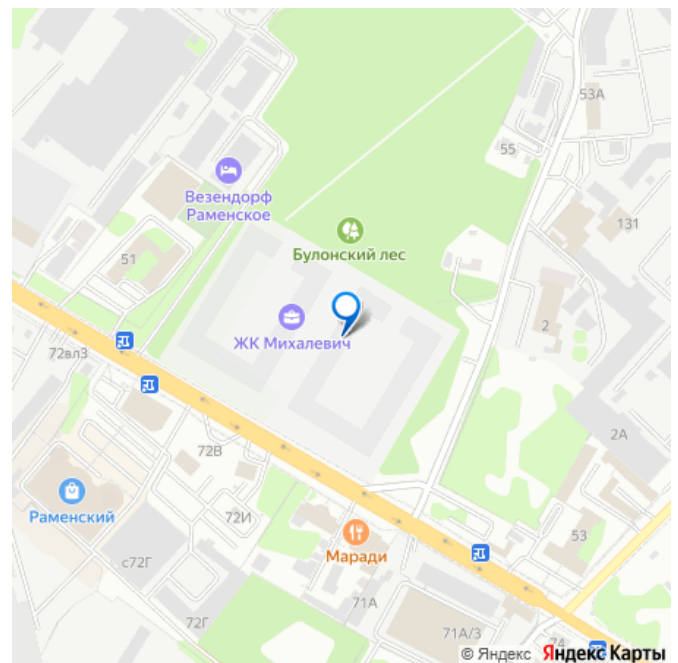 53А
55
Везендорф
Раменское
131
Булонский лес
51
ЖК Михалевич
2
72вл3
2А
72В
Раменский
72И
53
Маради
с72Г
71А
72Г
71А/3
74
© Яндекс Яндекс Карты